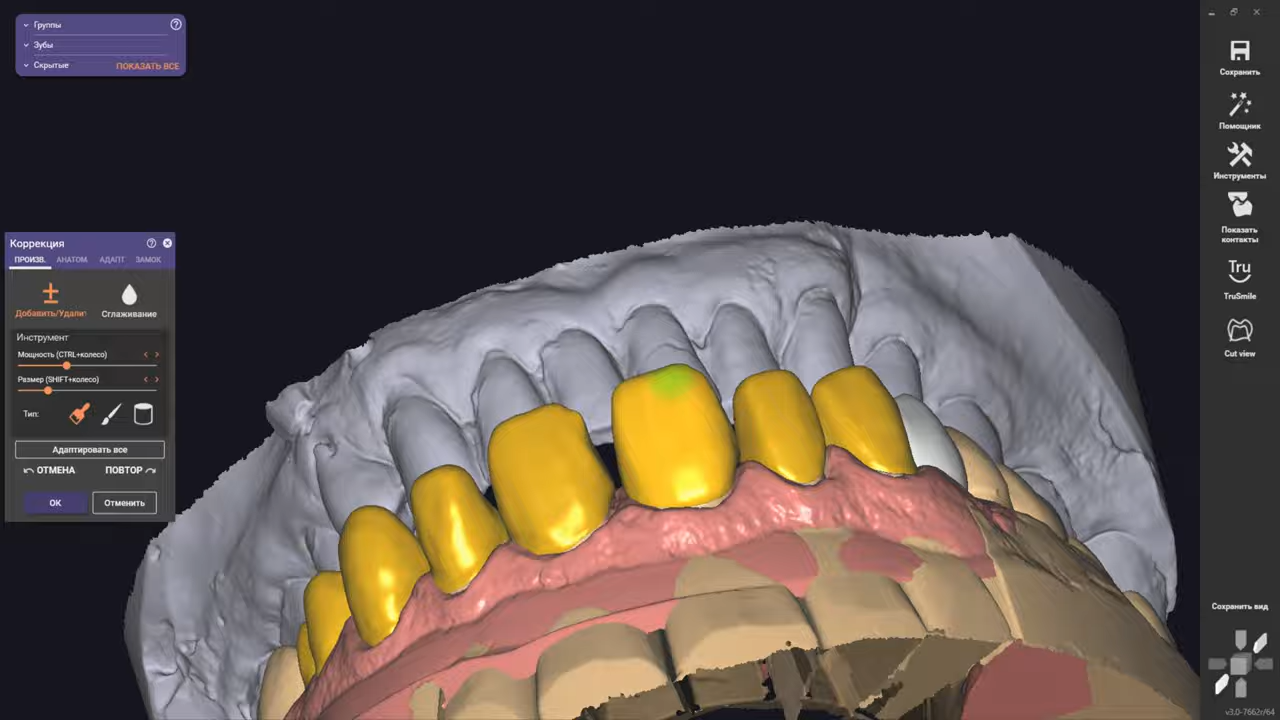 Группы
Зубы
Скрытые ПОКАЗАТЬ ВСЕ
Коррекция
ПРОИЗВ. АНАТОМ. АДАПТ ЗАМОК
Добавить/Удалит Сглаживание
Инструмент
Мощность (CTRL+колесо)
Размер (SHIFT+колесо)
Тип:
Адаптировать все
ОТМЕНА ПОВТОР
ОК Отменить
Сохранить
Помощник
Инструменты
Показать
контакты
Tru
TruSmile
Cut view
Сохранить вид
v3.0-7662r/64